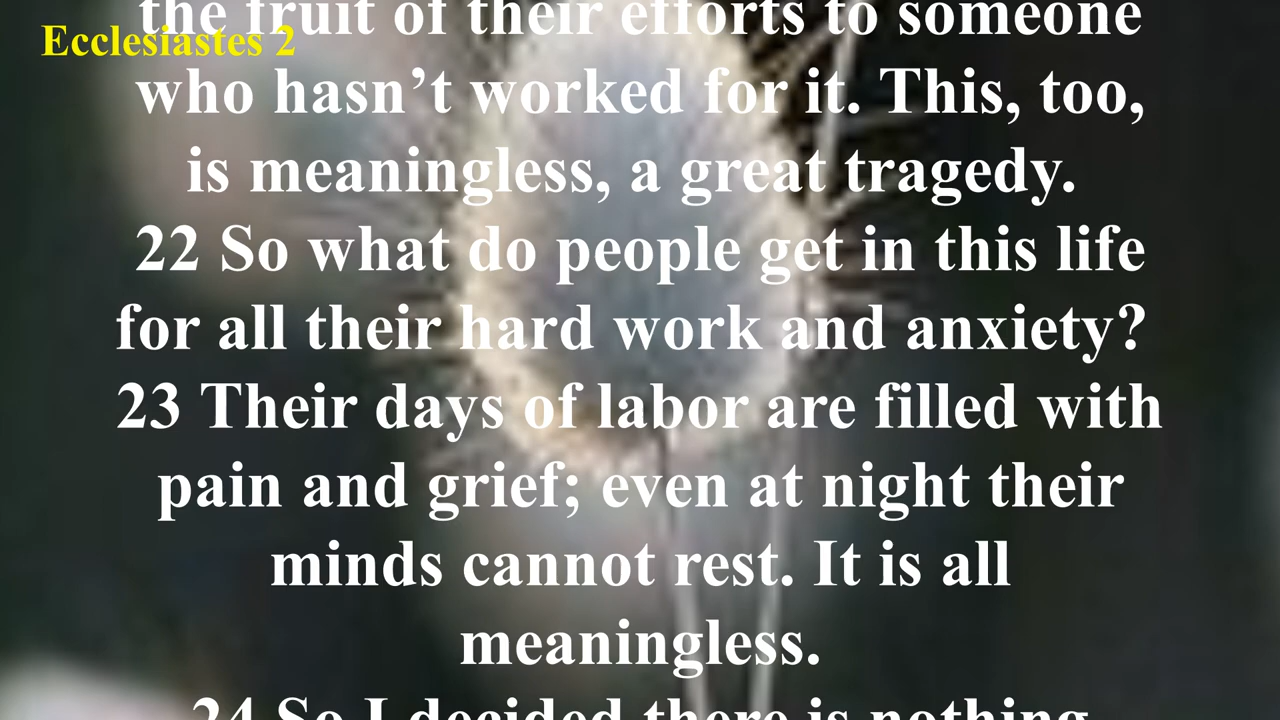 the fruit of their efforts to someone
Ecclesiastes 2
who hasn’t worked for it. This, too,
is meaningless, a great tragedy.
22 So what do people get in this life
for all their hard work and anxiety?
23 Their days of labor are filled with
pain and grief; even at night their
minds cannot rest. It is all
meaningless.
24 So I decided there is nothing